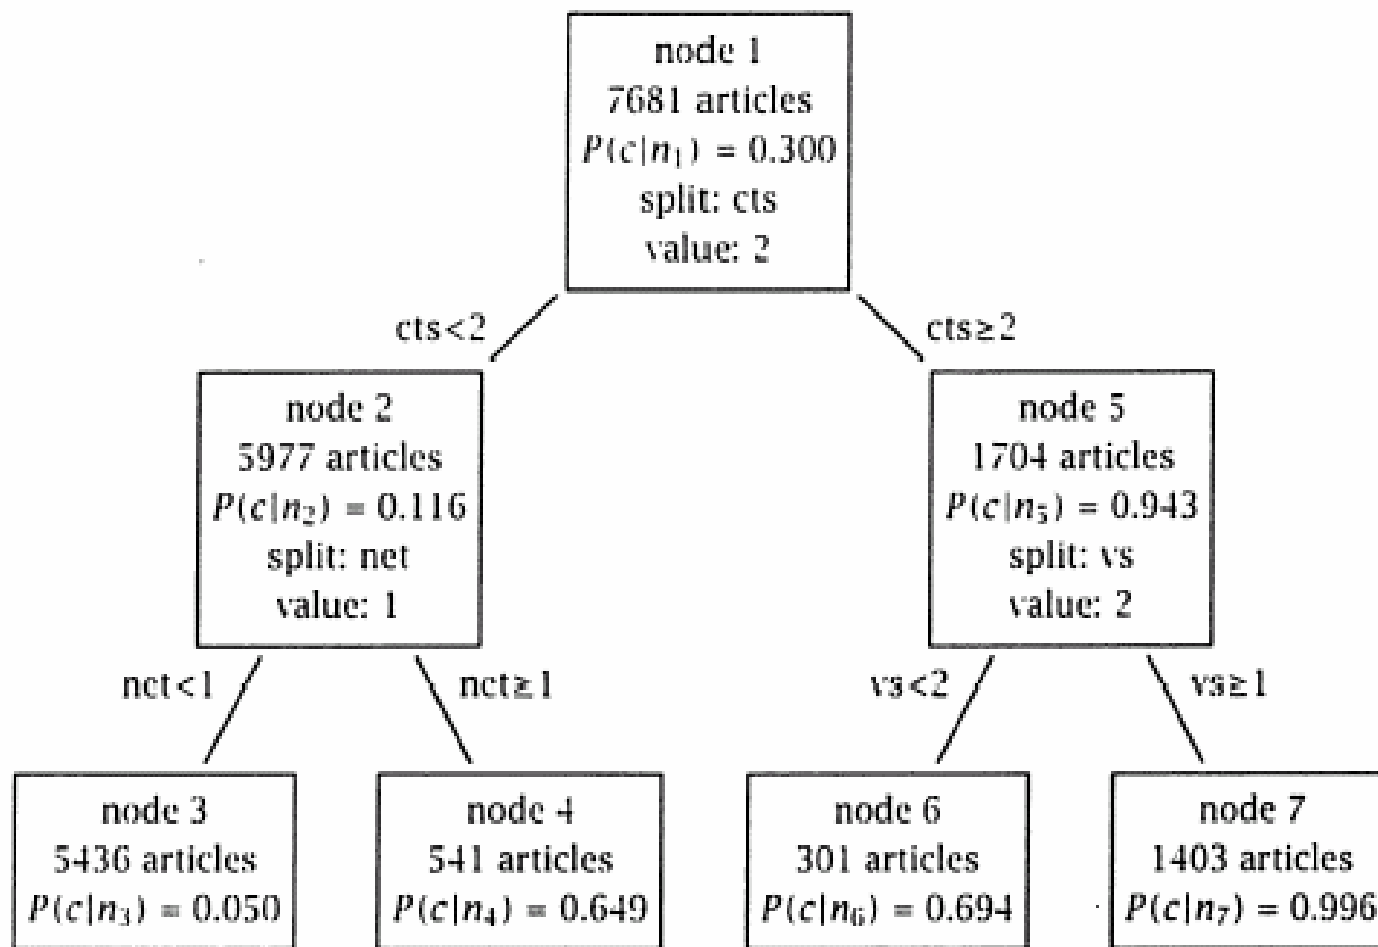 node 1
7681 articles
P(c|n₁) = 0.300
split: cts
value: 2
cts<2
cts≥2
node 2
5977 articles
P(c|n₂) = 0.116
split: net
value: 1
node 5
1704 articles
P(c|n₅) = 0.943
split: vs
value: 2
net<1
net≥1
vs<2
vs≥1
node 3
5436 articles
P(c|n₃) = 0.050
node 4
541 articles
P(c|n₄) = 0.649
node 6
301 articles
P(c|n₆) = 0.694
node 7
1403 articles
P(c|n₇) = 0.996